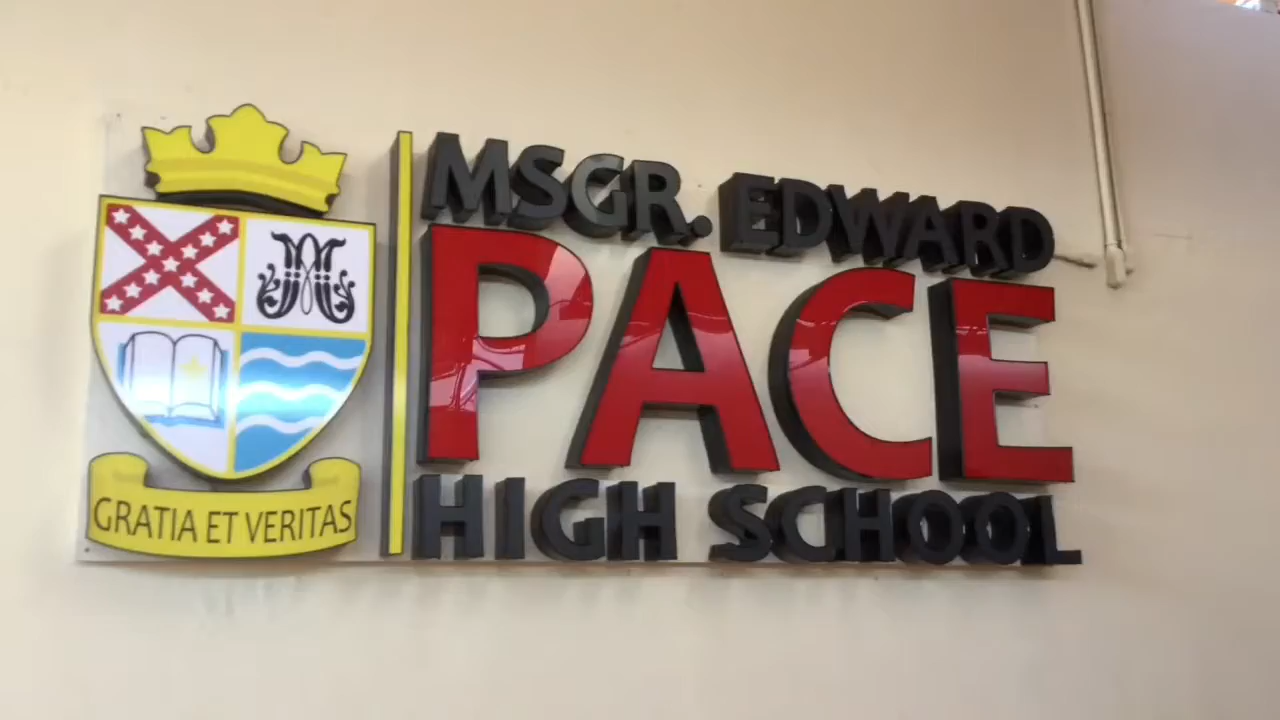 MSGR. EDWARD
PACE
HIGH SCHOOL
GRATIA ET VERITAS